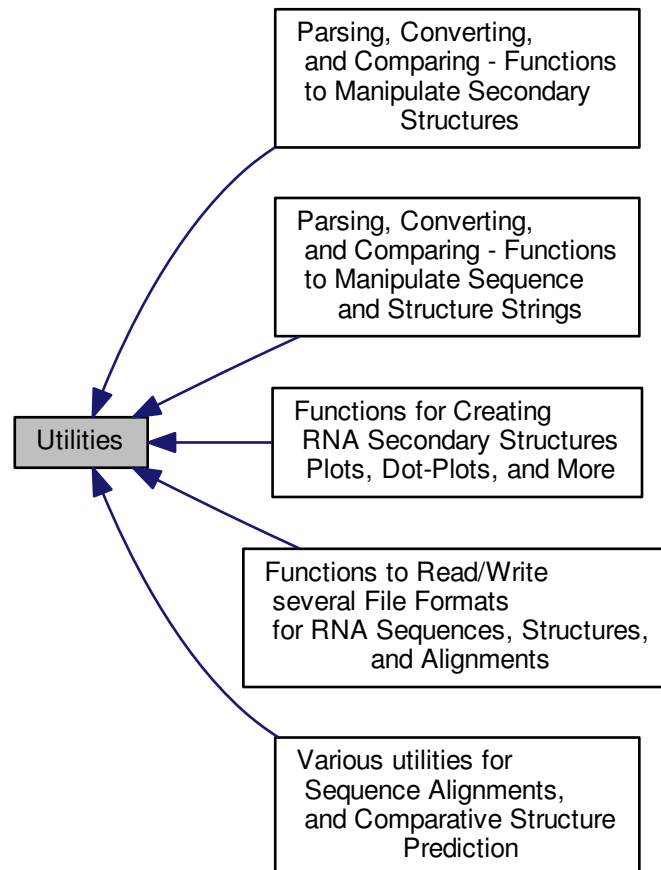 Parsing, Converting,
and Comparing - Functions
to Manipulate Secondary
Structures
Parsing, Converting,
and Comparing - Functions
to Manipulate Sequence
and Structure Strings
Utilities
Functions for Creating
RNA Secondary Structures
Plots, Dot-Plots, and More
Functions to Read/Write
several File Formats
for RNA Sequences, Structures,
and Alignments
Various utilities for
Sequence Alignments,
and Comparative Structure
Prediction